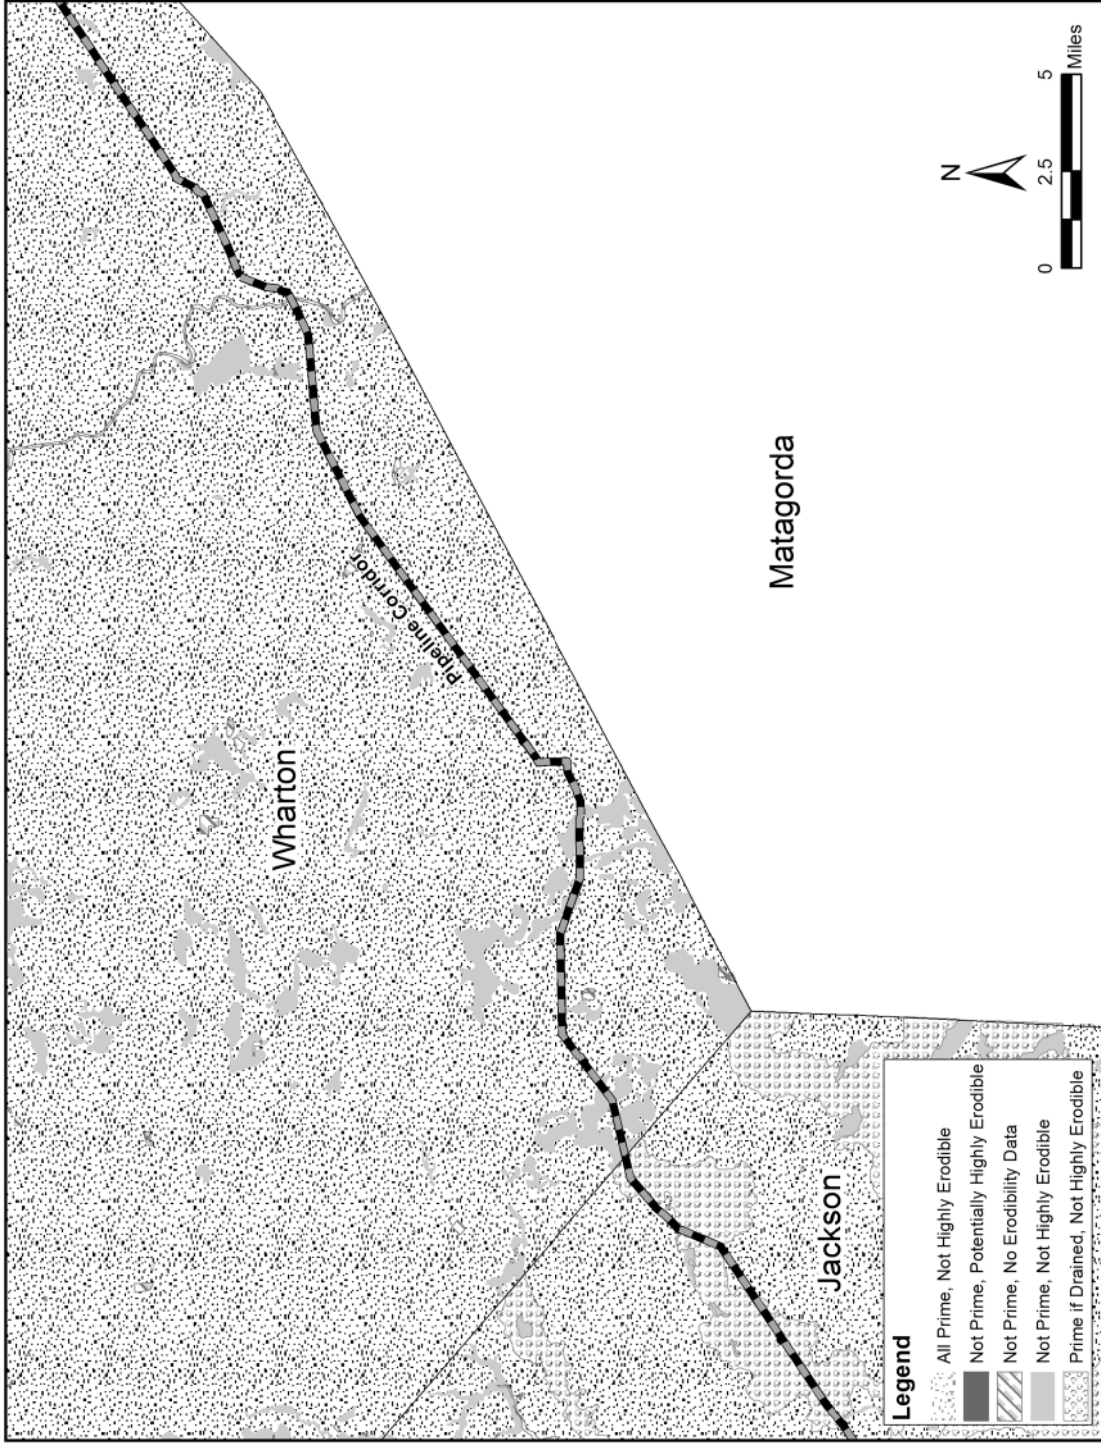 Wharton
Pipeline Corridor
Matagorda
Jackson
N
0 2.5 5
Miles
Legend
All Prime, Not Highly Erodible
Not Prime, Potentially Highly Erodible
Not Prime, No Erodibility Data
Not Prime, Not Highly Erodible
Prime if Drained, Not Highly Erodible